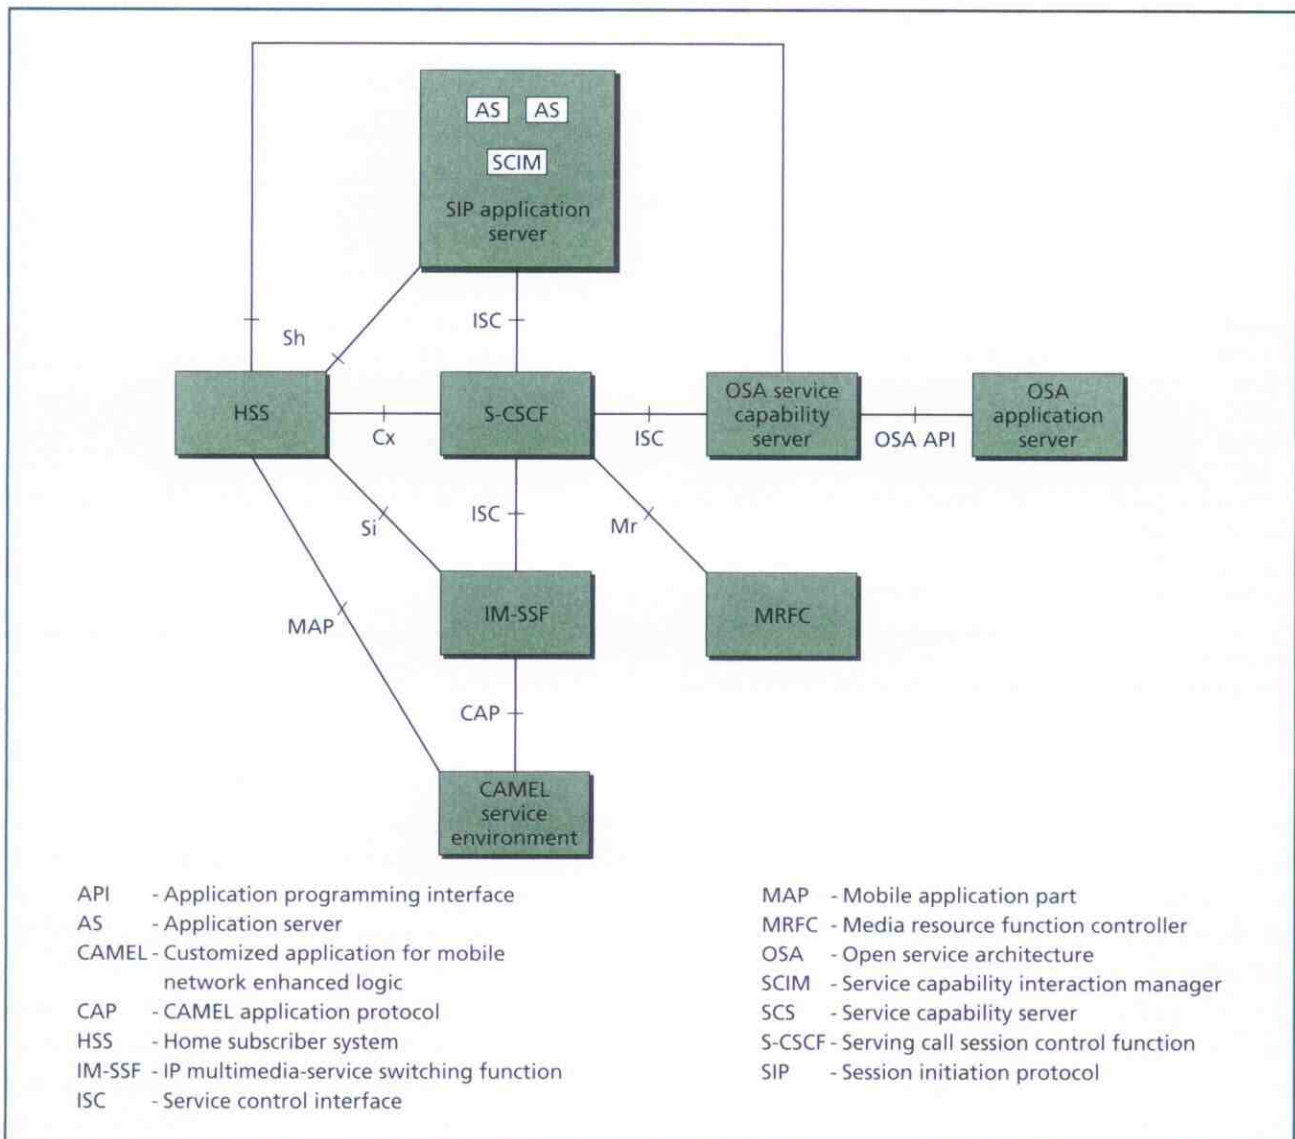 AS AS
SCIM
SIP application
server
ISC
Sh
HSS
S-CSCF
OSA service
capability
server
OSA
application
server
Cx
ISC
OSA API
Si
ISC
Mr
MAP
IM-SSF
MRFC
CAP
CAMEL
service
environment
API - Application programming interface
AS - Application server
CAMEL - Customized application for mobile
network enhanced logic
CAP - CAMEL application protocol
HSS - Home subscriber system
IM-SSF - IP multimedia-service switching function
ISC - Service control interface
MAP - Mobile application part
MRFC - Media resource function controller
OSA - Open service architecture
SCIM - Service capability interaction manager
SCS - Service capability server
S-CSCF - Serving call session control function
SIP - Session initiation protocol